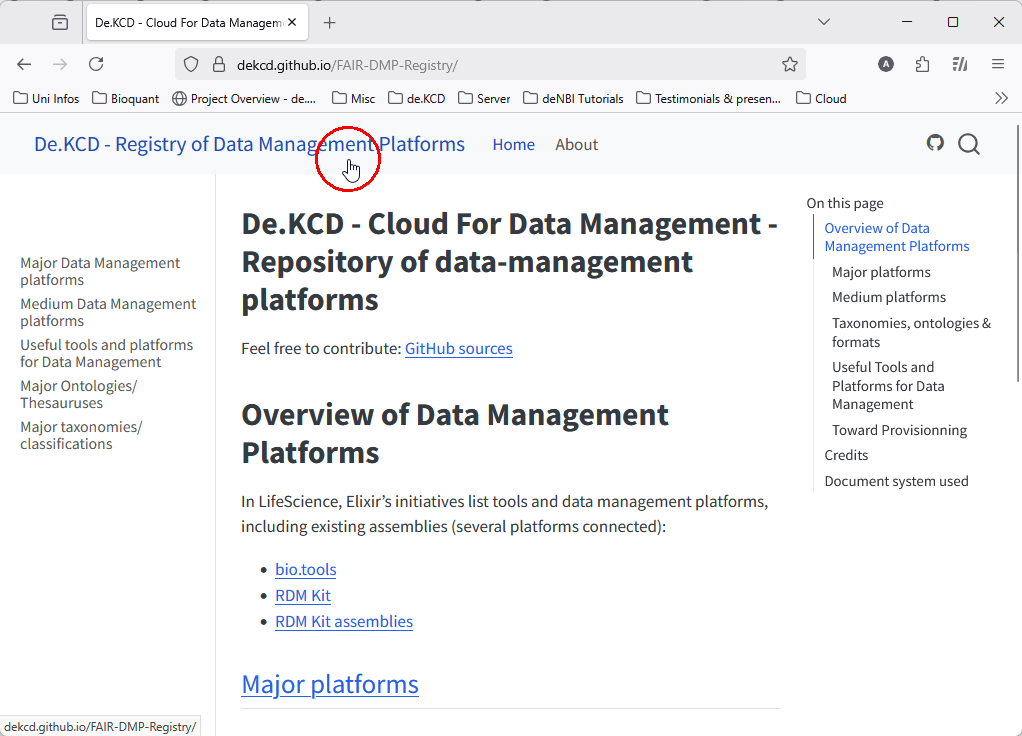 De.KCD - Cloud For Data Managem
dekcd.github.io/FAIR-DMP-Registry/
A
Uni Infos
Bioquant
Project Overview - de....
Misc
de.KCD
Server
deNBI Tutorials
Testimonials & presen...
Cloud
De.KCD - Registry of Data Management Platforms
Home
About
Major Data Management
platforms
Medium Data Management
platforms
Useful tools and platforms
for Data Management
Major Ontologies/
Thesauruses
Major taxonomies/
classifications
De.KCD - Cloud For Data Management -
Repository of data-management
platforms
Feel free to contribute: GitHub sources
Overview of Data Management
Platforms
In LifeScience, Elixir’s initiatives list tools and data management platforms,
including existing assemblies (several platforms connected):
• bio.tools
• RDM Kit
• RDM Kit assemblies
Major platforms
On this page
Overview of Data
Management Platforms
Major platforms
Medium platforms
Taxonomies, ontologies &
formats
Useful Tools and
Platforms for Data
Management
Toward Provisionning
Credits
Document system used
dekcd.github.io/FAIR-DMP-Registry/